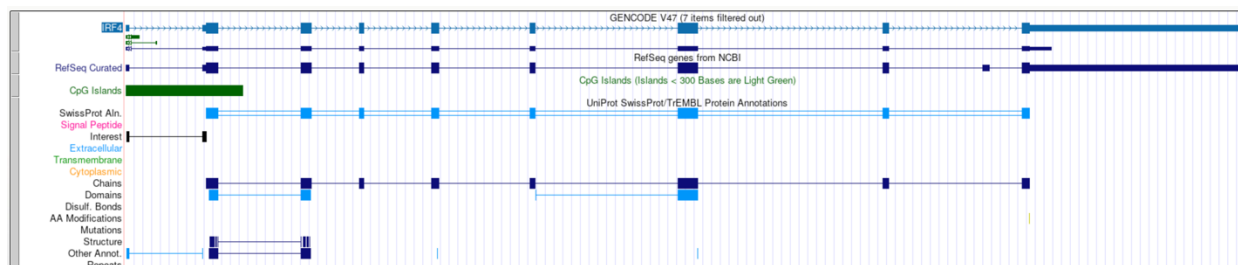 GENCODE V47 (7 items filtered out)
IRF4
RefSeq genes from NCBI
RefSeq Curated
CpG Islands (Islands < 300 Bases are Light Green)
CpG Islands
UniProt SwissProt/TrEMBL Protein Annotations
SwissProt Aln.
Signal Peptide
Interest
Extracellular
Transmembrane
Cytoplasmic
Chains
Domains
Disulf. Bonds
AA Modifications
Mutations
Structure
Other Annot.
Repeats